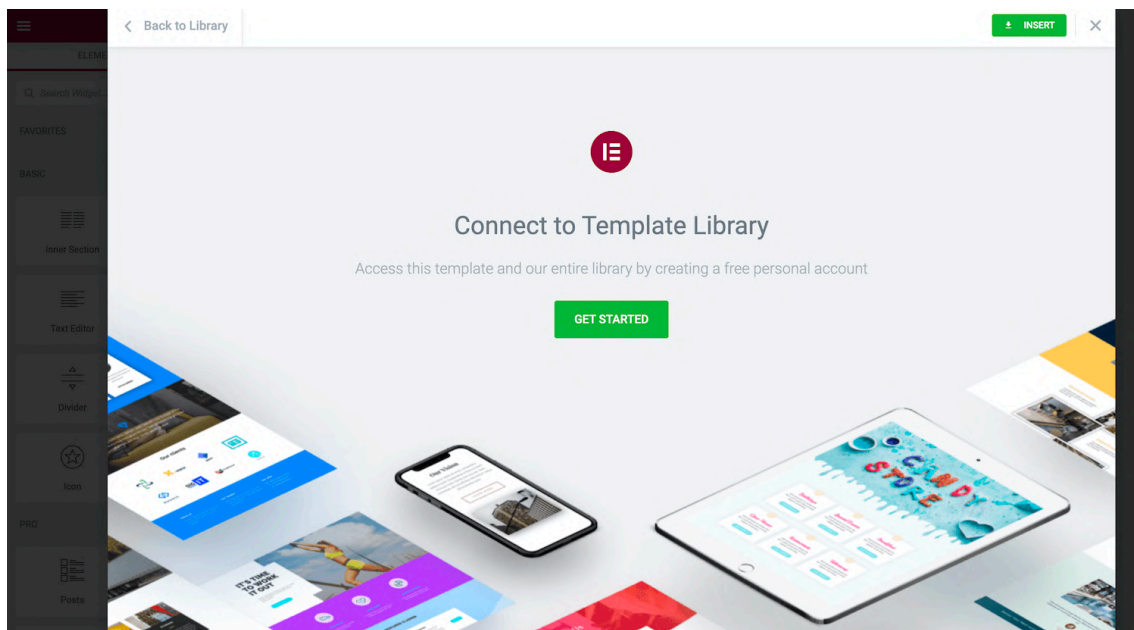 Back to Library
INSERT
ELEME
Search Widget...
FAVORITES
BASIC
Inner Section
Text Editor
Divider
Icon
PRO
Posts
Connect to Template Library
Access this template and our entire library by creating a free personal account
GET STARTED
Our clients
Our Vision
CANDY
STORE
IT'S TIME
TO WORK
IT OUT